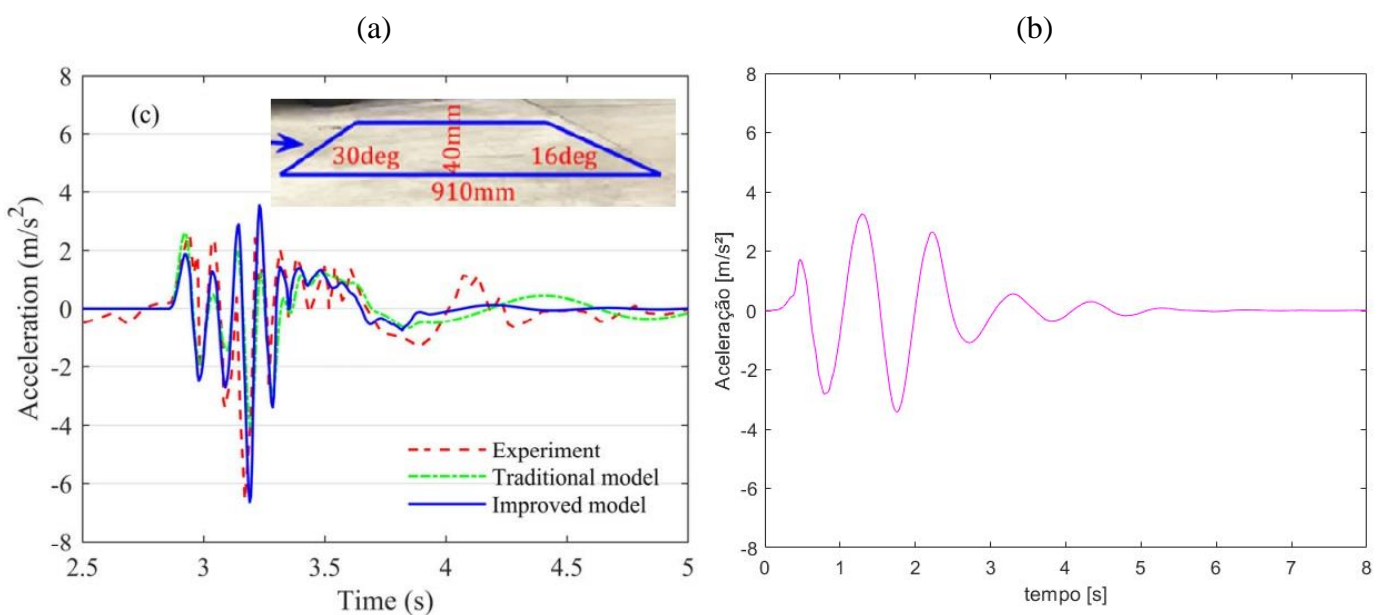 (a)
(b)
8
6
4
2
0
-2
-4
-6
-8
Acceleration (m/s²)
(c)
30deg
40mm
16deg
910mm
Experiment
Traditional model
Improved model
2.5 3 3.5 4 4.5 5
Time (s)
8
6
4
2
0
-2
-4
-6
-8
Aceleração [m/s²]
0 1 2 3 4 5 6 7 8
tempo [s]